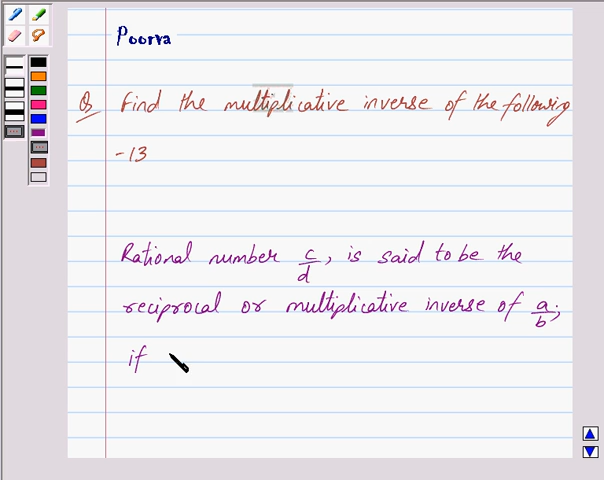 Poorva
Q Find the multiplicative inverse of the following
-13
Rational number c/d, is said to be the
reciprocal or multiplicative inverse of a/b,
if